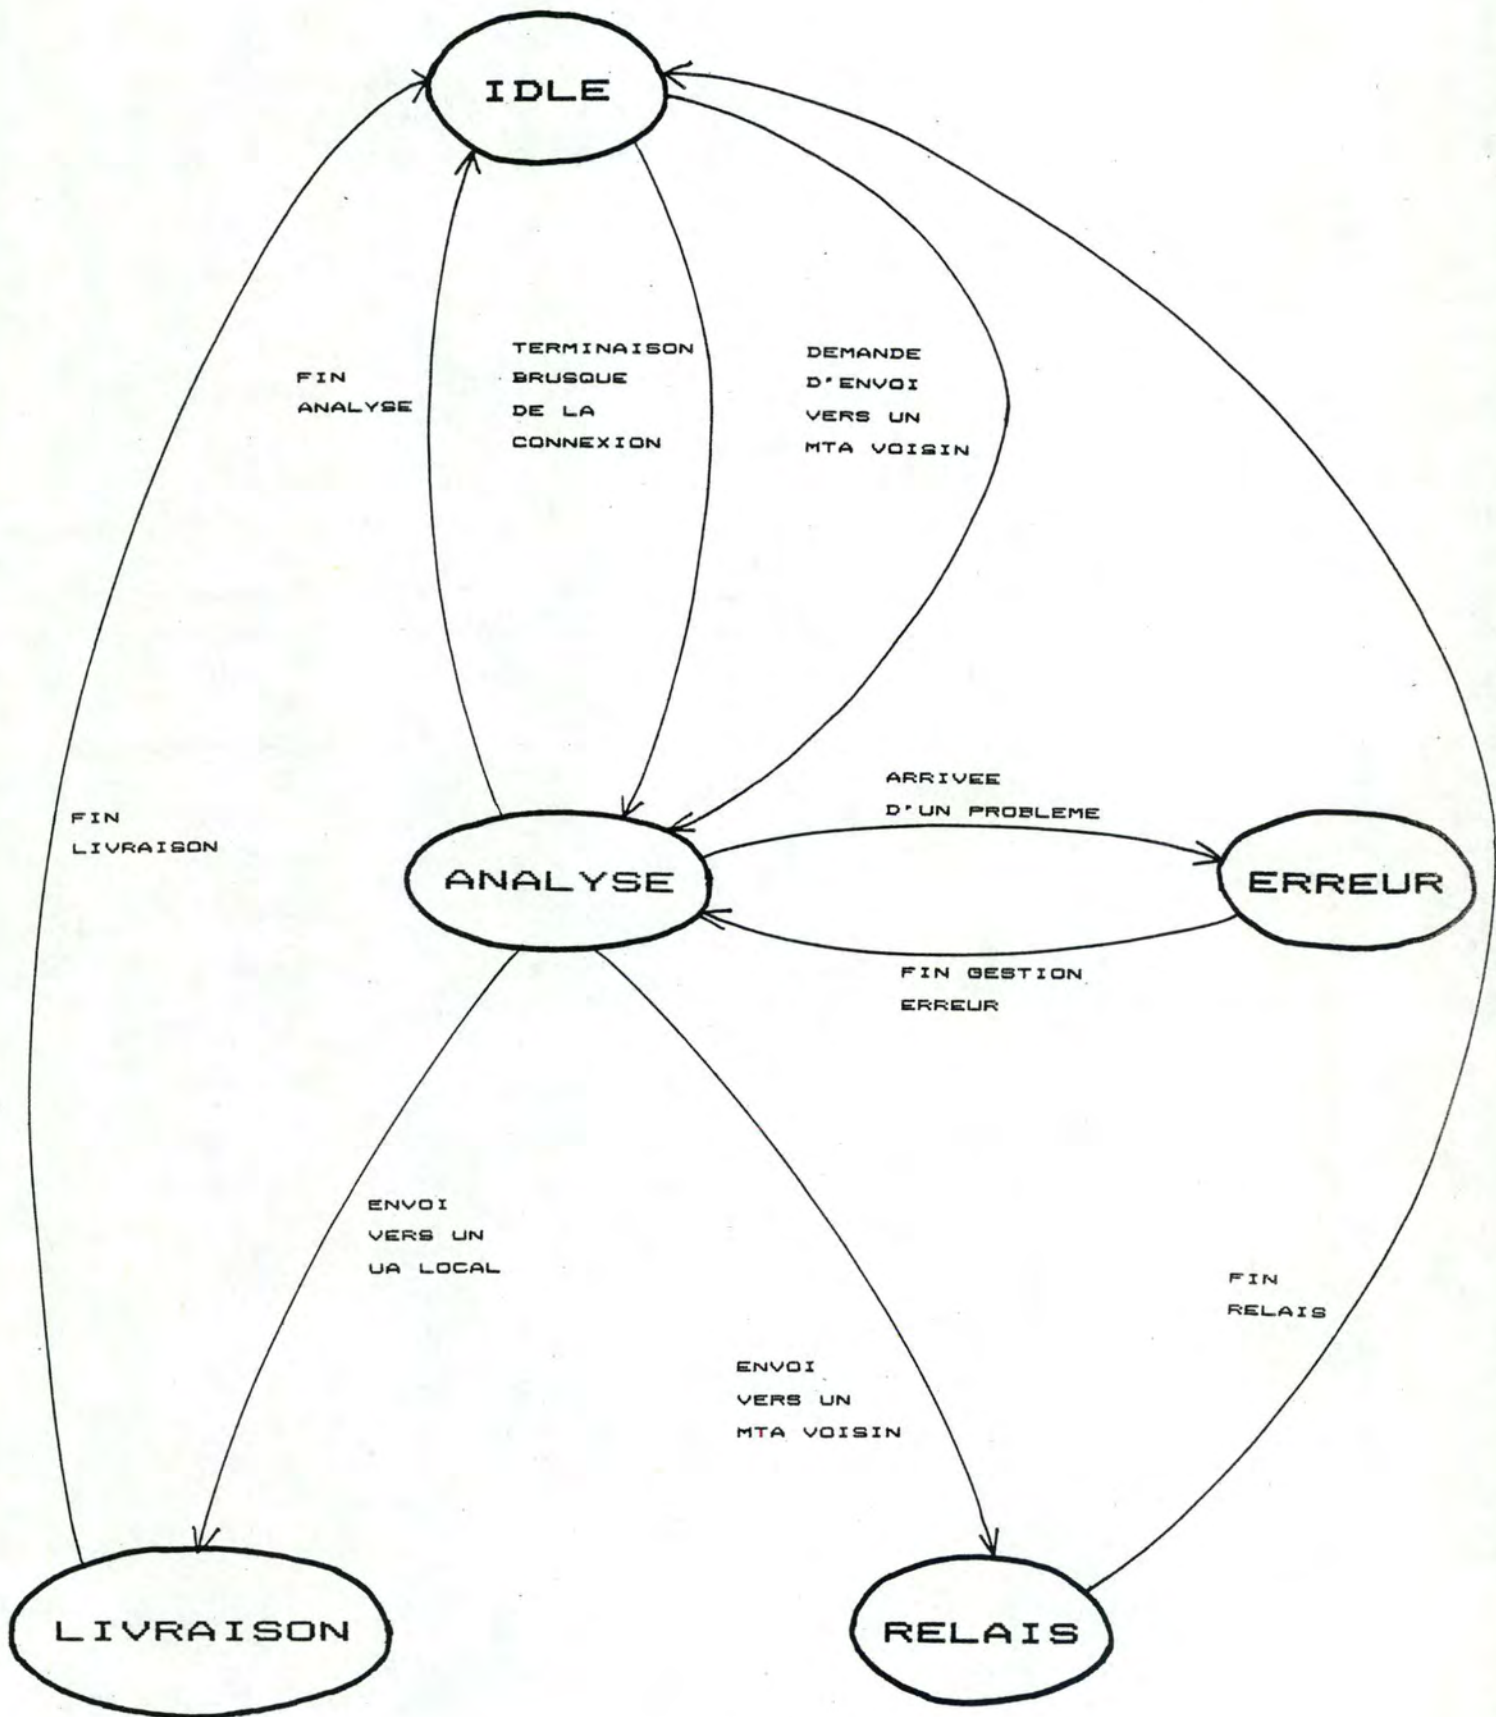 IDLE
FIN
ANALYSE
TERMINAISON
BRUSQUE
DE LA
CONNEXION
DEMANDE
D'ENVOI
VERS UN
MTA VOISIN
FIN
LIVRAISON
ARRIVEE
D'UN PROBLEME
ANALYSE
ERREUR
FIN GESTION
ERREUR
ENVOI
VERS UN
UA LOCAL
FIN
RELAIS
ENVOI
VERS UN
MTA VOISIN
LIVRAISON
RELAIS